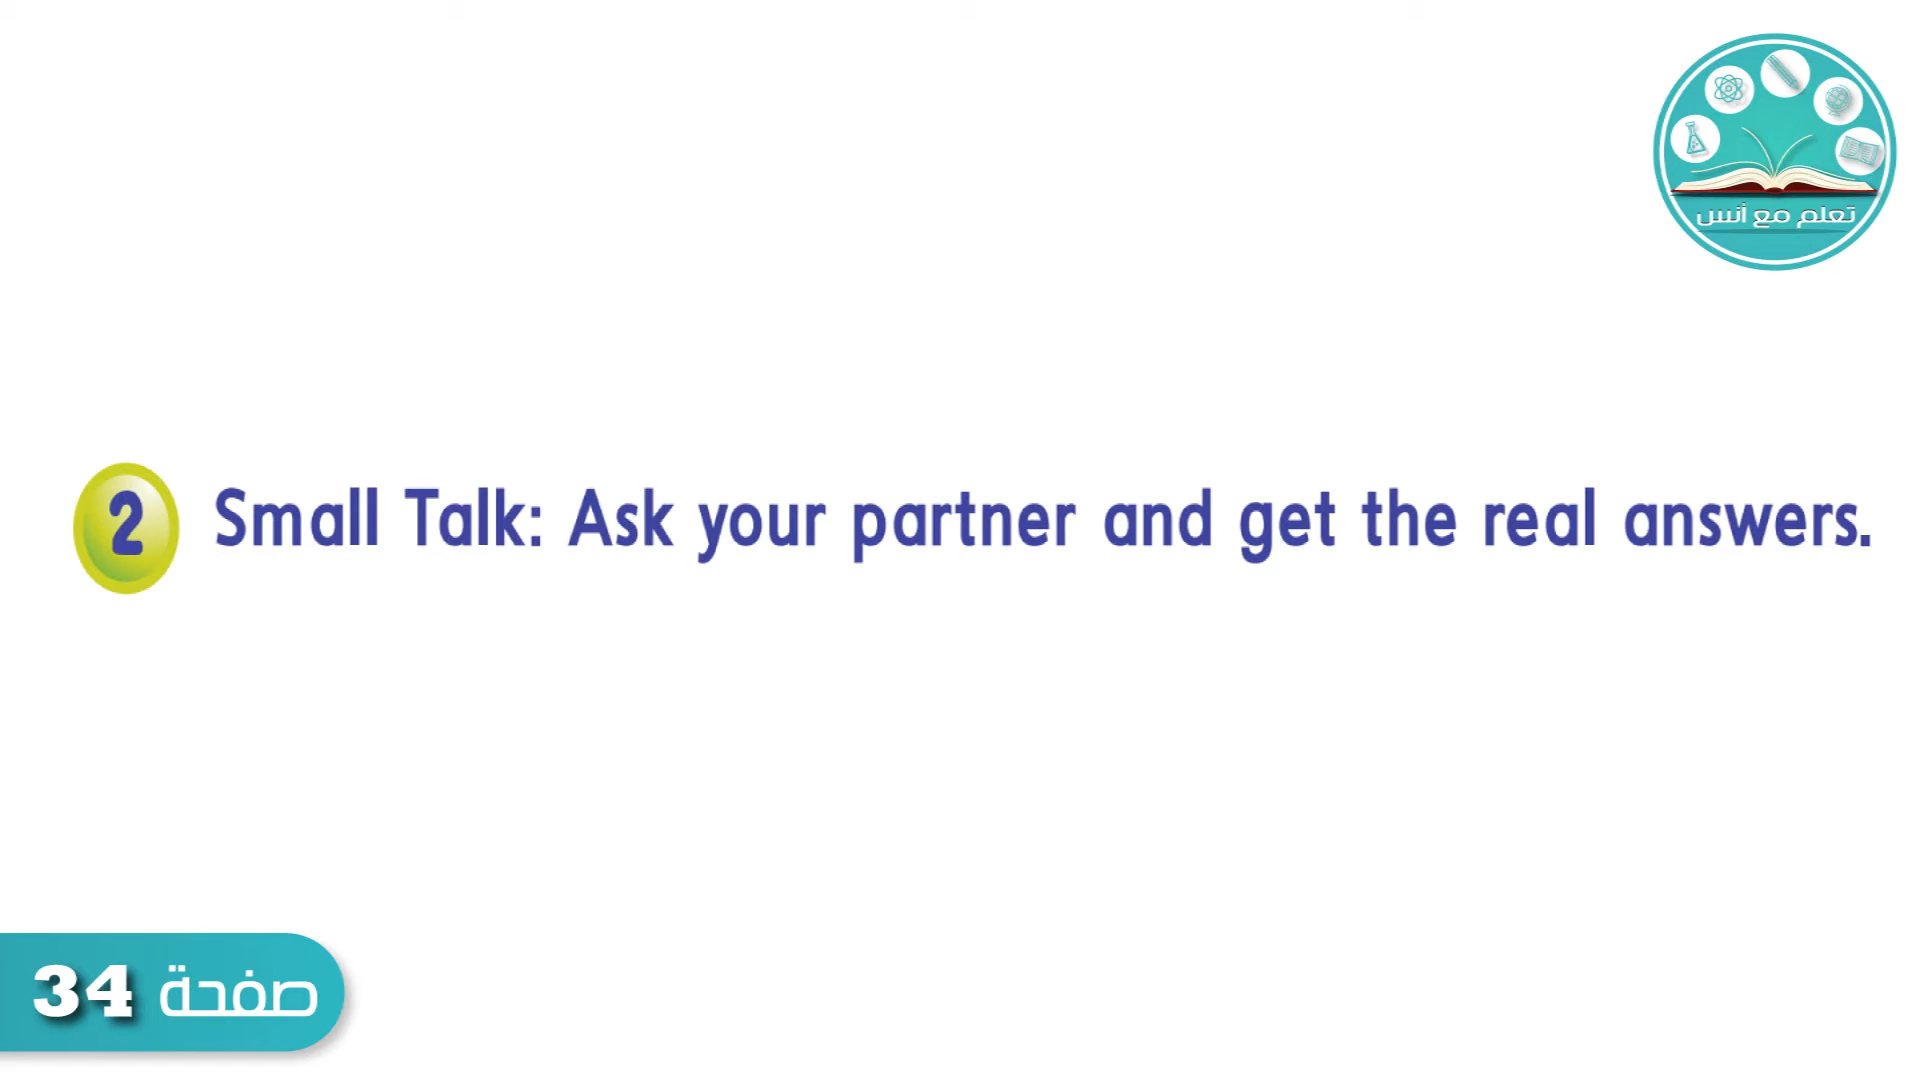 تعلم مع أنس
2 Small Talk: Ask your partner and get the real answers.
صفحة 34